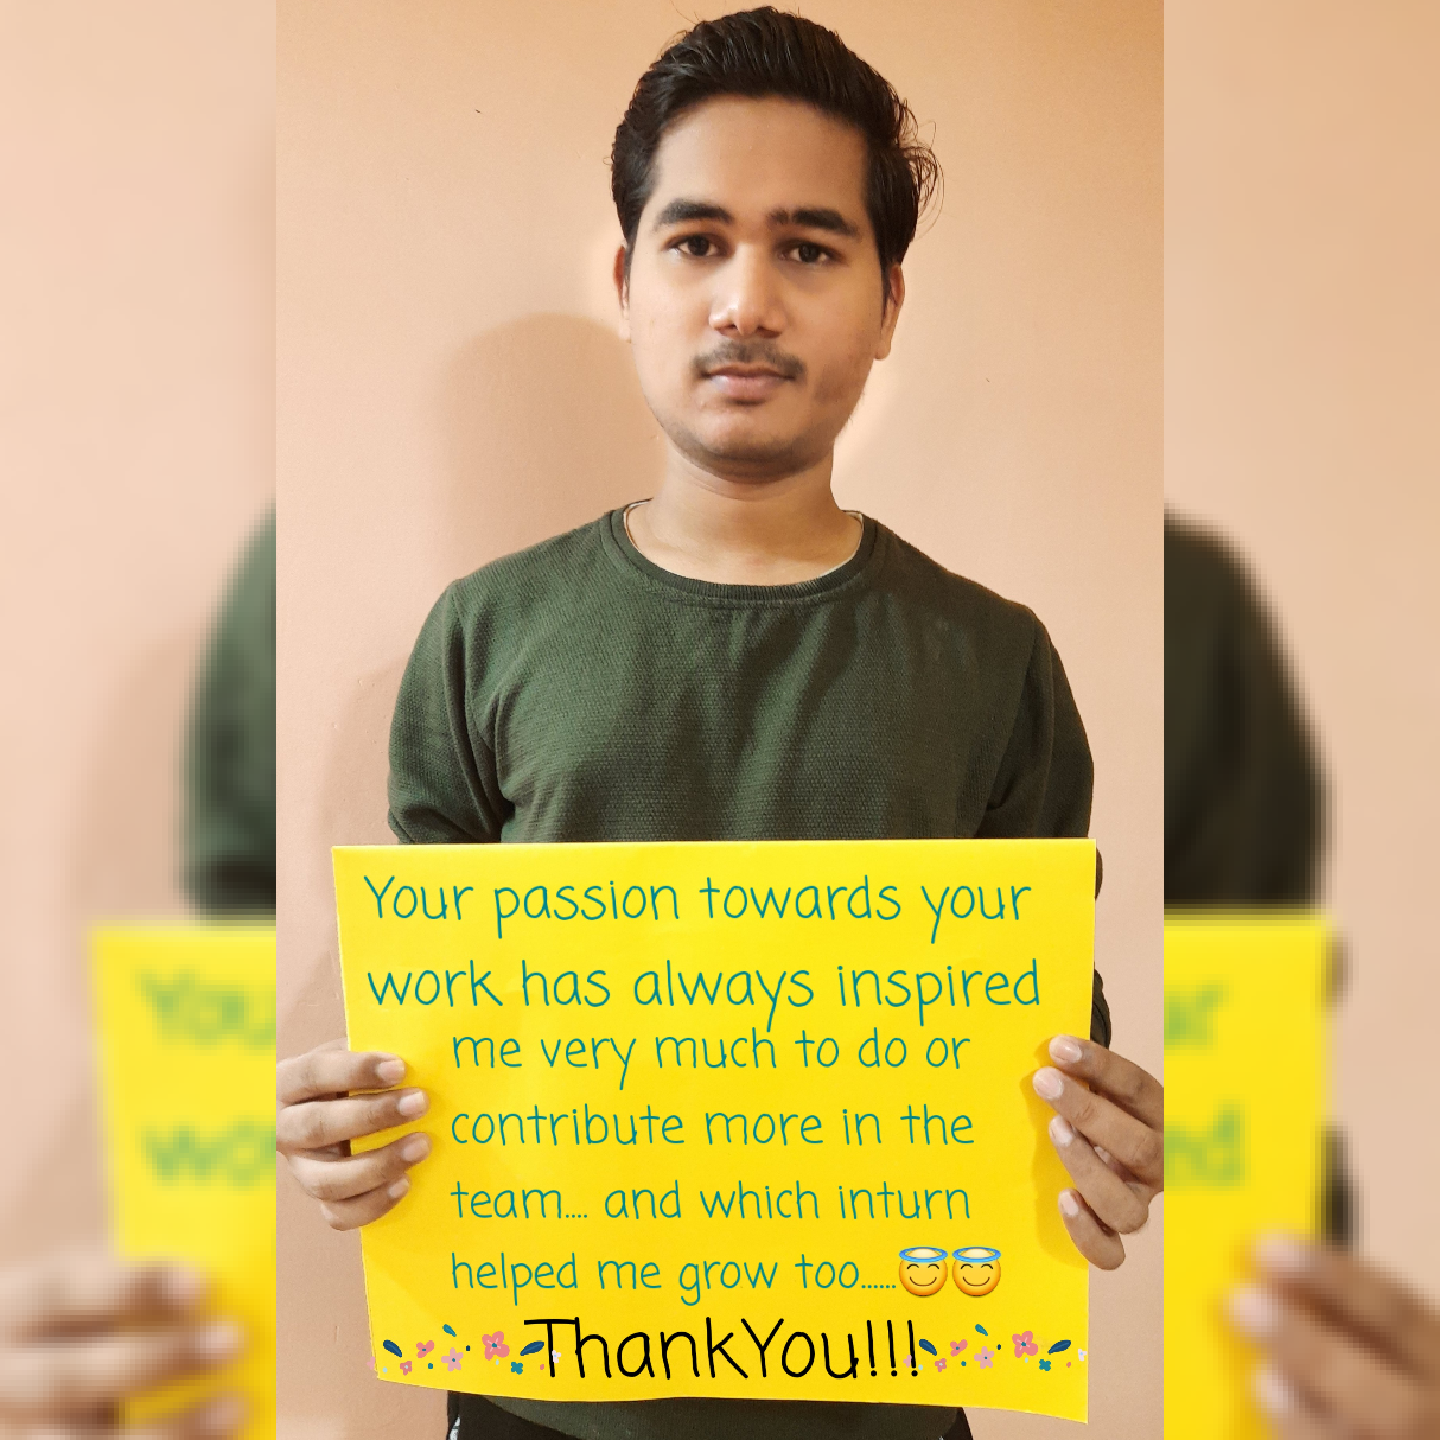 Your passion towards your
work has always inspired
me very much to do or
contribute more in the
team.... and which inturn
helped me grow too......😇😇
ThankYou!!!